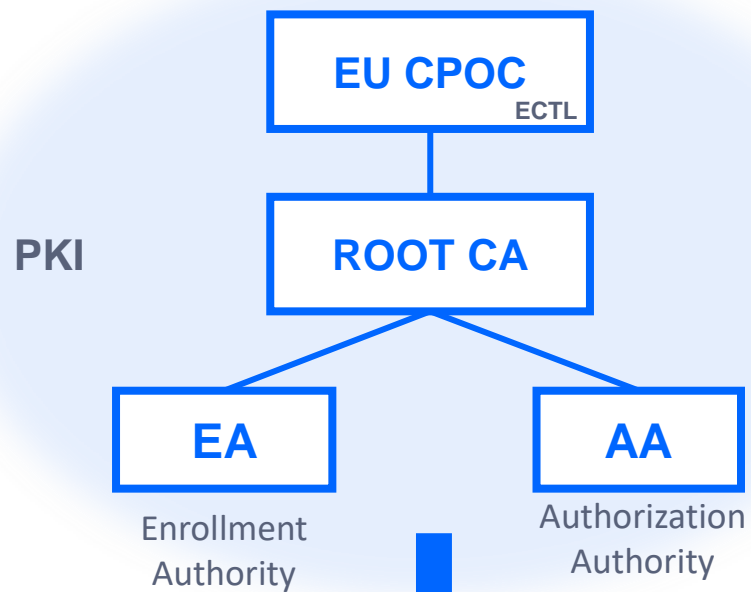 EU CPOC
ECTL
PKI
ROOT CA
EA
AA
Enrollment
Authority
Authorization
Authority